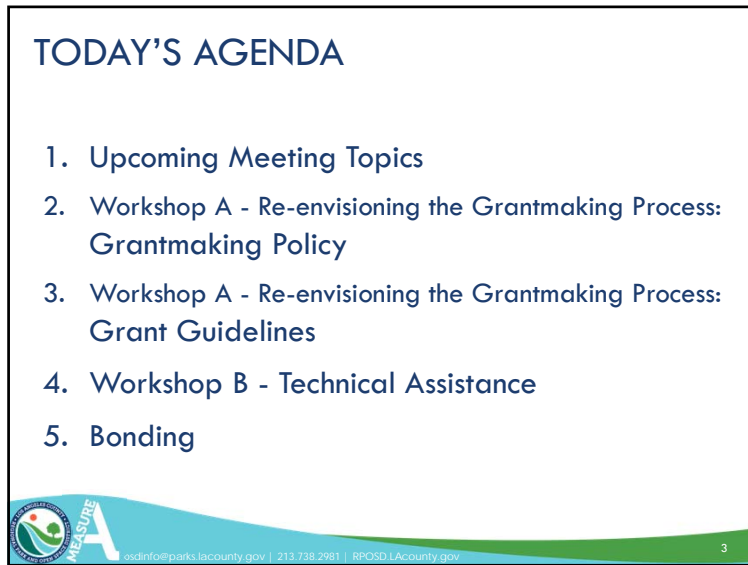 TODAY'S AGENDA
1. Upcoming Meeting Topics
2. Workshop A - Re-envisioning the Grantmaking Process:
Grantmaking Policy
3. Workshop A - Re-envisioning the Grantmaking Process:
Grant Guidelines
4. Workshop B - Technical Assistance
5. Bonding
MEASURE A
osdinfo@parks.lacounty.gov | 213.738.2981 | RPOSD.LAcounty.gov
3